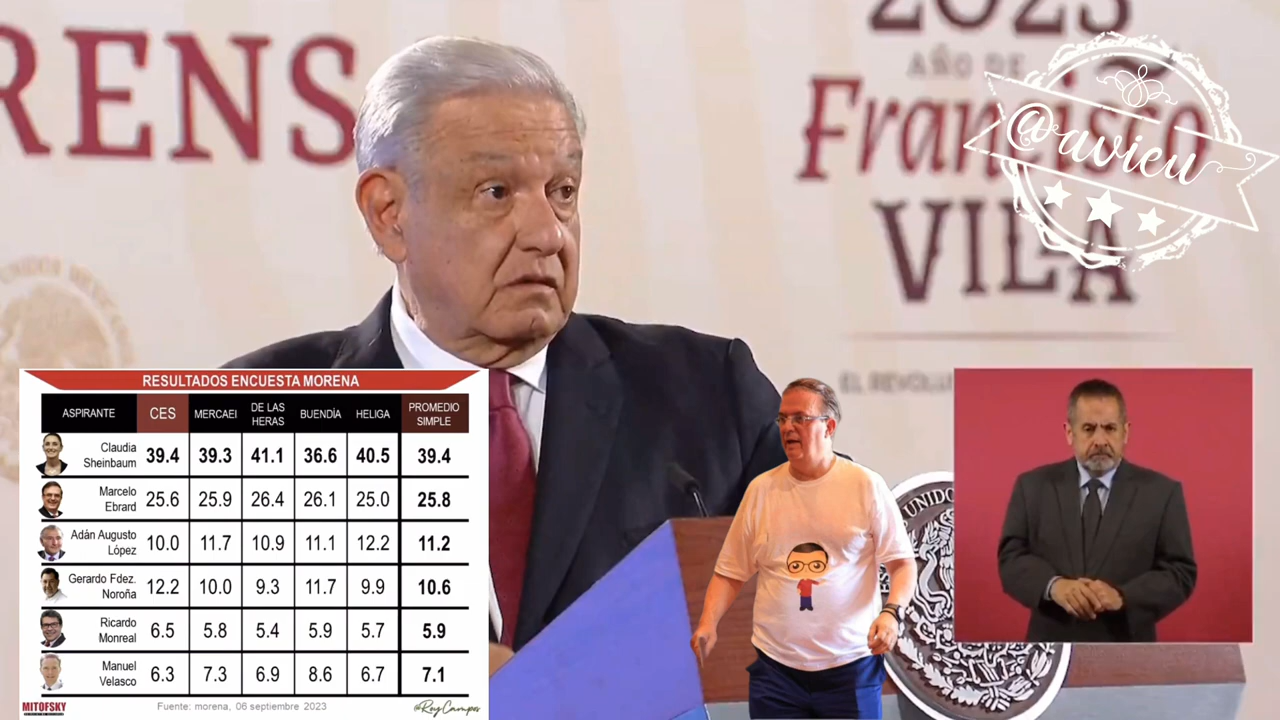 RENS
2023
AÑO DE
Francisco
VILLA
EL REVOLU
@avieu
RESULTADOS ENCUESTA MORENA
ASPIRANTE CES MERCAEI DE LAS HERAS BUENDÍA HELIGA PROMEDIO SIMPLE
Claudia Sheinbaum 39.4 39.3 41.1 36.6 40.5 39.4
Marcelo Ebrard 25.6 25.9 26.4 26.1 25.0 25.8
Adán Augusto López 10.0 11.7 10.9 11.1 12.2 11.2
Gerardo Fdez. Noroña 12.2 10.0 9.3 11.7 9.9 10.6
Ricardo Monreal 6.5 5.8 5.4 5.9 5.7 5.9
Manuel Velasco 6.3 7.3 6.9 8.6 6.7 7.1
MITOFSKY
Fuente: morena, 06 septiembre 2023
@RoyCampos
UNIDO